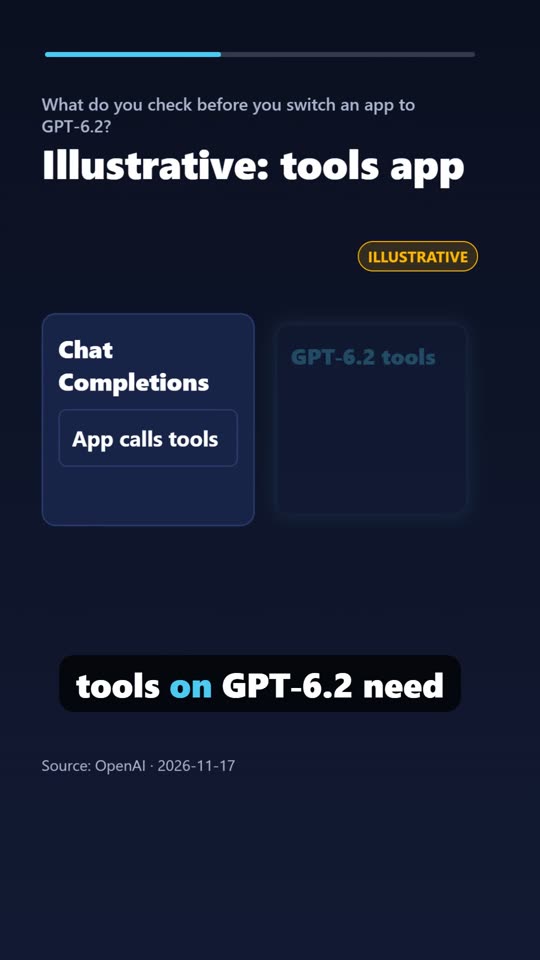 What do you check before you switch an app to
GPT-6.2?
Illustrative: tools app
ILLUSTRATIVE
Chat
Completions
App calls tools
GPT-6.2 tools
tools on GPT-6.2 need
Source: OpenAI · 2026-11-17